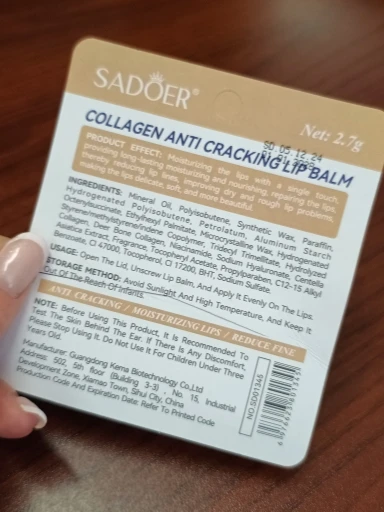 SADOER®
Net: 2.7g
SD 05.12.24
COLLAGEN ANTI CRACKING LIP BALM
PRODUCT EFFECT: Moisturizing the lips with a single touch,
providing long-lasting moisturizing and nourishing, repairing the lips,
thereby reducing lip lines, improving dry and rough lip problems,
making the lips delicate, soft, and more beautiful
INGREDIENTS: Mineral Oil, Polyisobutene, Synthetic Wax, Paraffin,
Hydrogenated Polyisobutene, Petrolatum, Aluminum Starch
Octenylsuccinate, Ethylhexyl Palmitate, Microcrystalline Wax, Hydrogenated
Styrene/methylstyrene/indene Copolymer, Tridecyl Trimellitate, Hydrolyzed
Collagen, Deer Bone Collagen, Niacinamide, Sodium Hyaluronate, Centella
Asiatica Extract, Fragrance, Tocopheryl Acetate, Propylparaben, C12-15 Alkyl
Benzoate, CI 47000, Tocopherol, CI 17200, BHT, Sodium Sulfate.
USAGE: Open The Lid, Unscrew Lip Balm, And Apply It Evenly On The Lips.
STORAGE METHOD: Avoid Sunlight And High Temperature, And Keep It
Out Of The Reach Of Infants.
ANTI CRACKING / MOISTURIZING LIPS / REDUCE FINE
NOTE: Before Using This Product, It Is Recommended To
Test The Skin Behind The Ear. If There Is Any Discomfort,
Please Stop Using It. Do Not Use It For Children Under Three
Years Old.
Manufacturer: Guangdong Kema Biotechnology Co.,Ltd
Address: 502, 5th floor (Building 3-3) , No. 15, Industrial
Development Zone, Xiamao Town, Sihui City, China
Production Code And Expiration Date: Refer To Printed Code
NO.:SD01345